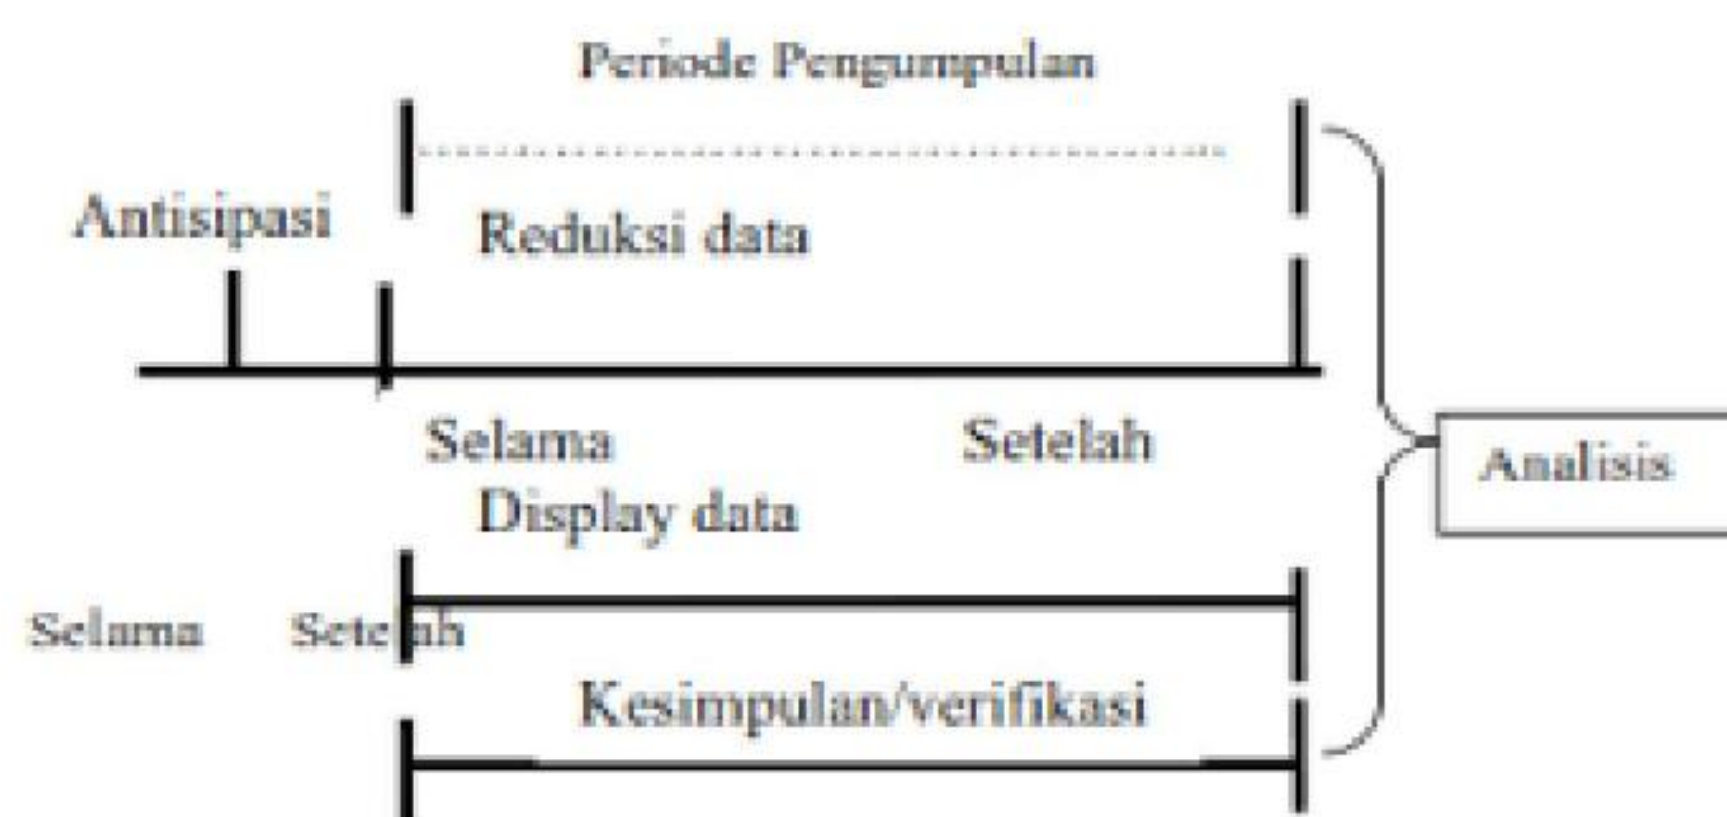 Periode Pengumpulan
Antisipasi
Reduksi data
Selama Setelah
Display data
Selama Setelah
Kesimpulan/verifikasi
Analisis